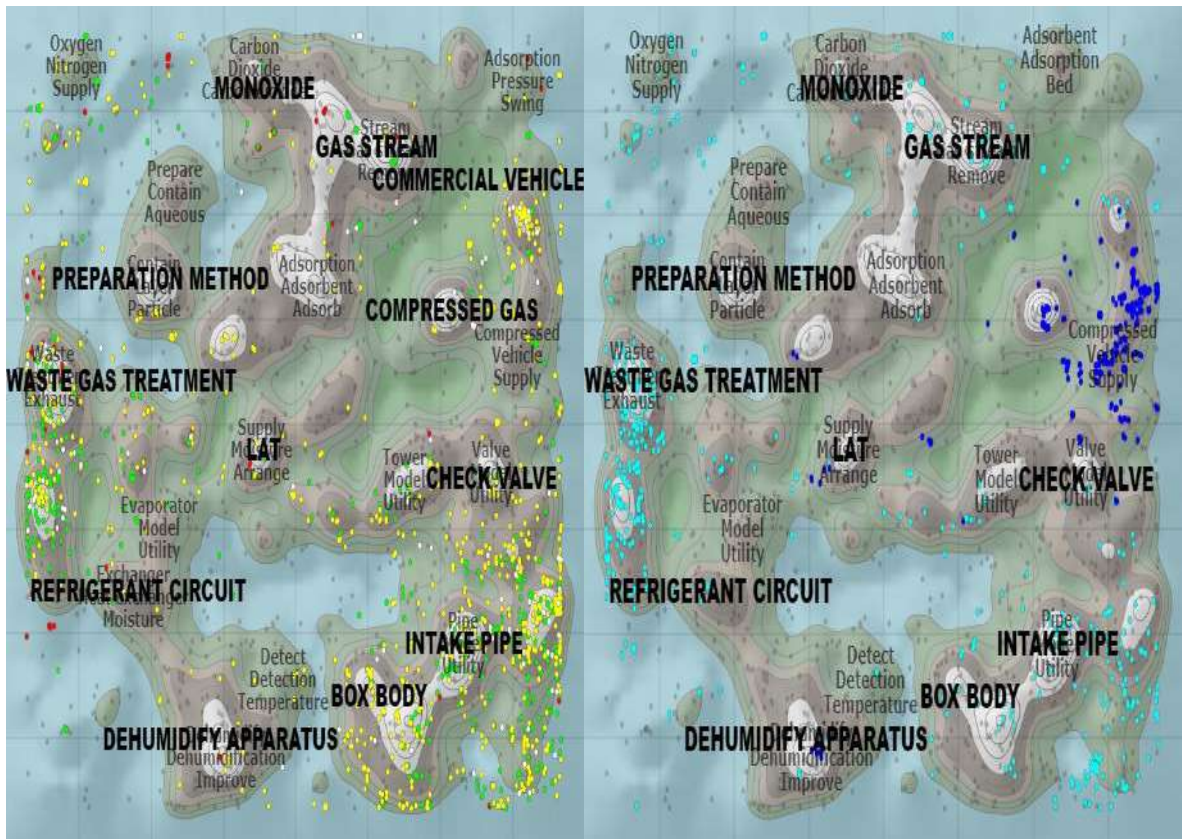 Oxygen
Nitrogen
Supply
Carbon
Dioxide
MONOXIDE
Adsorption
Pressure
Swing
Stream
GAS STREAM
COMMERCIAL VEHICLE
Prepare
Contain
Aqueous
Contain
PREPARATION METHOD
Particle
Adsorption
Adsorbent
Adsorb
COMPRESSED GAS
Compressed
Vehicle
Supply
Waste
WASTE GAS TREATMENT
Exhaust
Supply
LAT
Arrange
Tower
Model
Utility
Valve
CHECK VALVE
Utility
Evaporator
Model
Utility
Exchanger
REFRIGERANT CIRCUIT
Moisture
Pipe
INTAKE PIPE
Utility
Detect
Detection
Temperature
BOX BODY
DEHUMIDIFY APPARATUS
Dehumidification
Improve
Oxygen
Nitrogen
Supply
Carbon
Dioxide
MONOXIDE
Adsorbent
Adsorption
Bed
Stream
GAS STREAM
Remove
Prepare
Contain
Aqueous
Contain
PREPARATION METHOD
Particle
Adsorption
Adsorbent
Adsorb
Compressed
Vehicle
Supply
Waste
WASTE GAS TREATMENT
Exhaust
Supply
LAT
Arrange
Tower
Model
Utility
Valve
CHECK VALVE
Utility
Evaporator
Model
Utility
REFRIGERANT CIRCUIT
Pipe
INTAKE PIPE
Utility
Detect
Detection
Temperature
BOX BODY
DEHUMIDIFY APPARATUS
Dehumidification
Improve